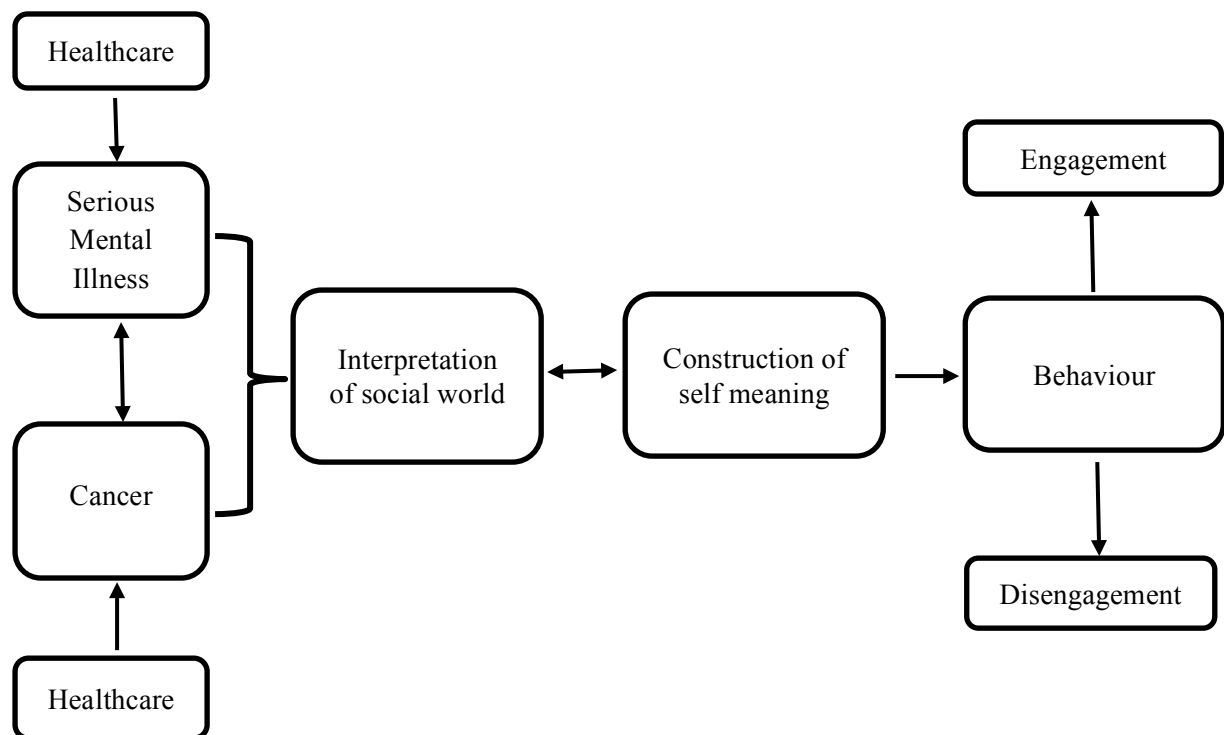 Healthcare
Serious
Mental
Illness
Cancer
Healthcare
Interpretation
of social world
Construction of
self meaning
Behaviour
Engagement
Disengagement